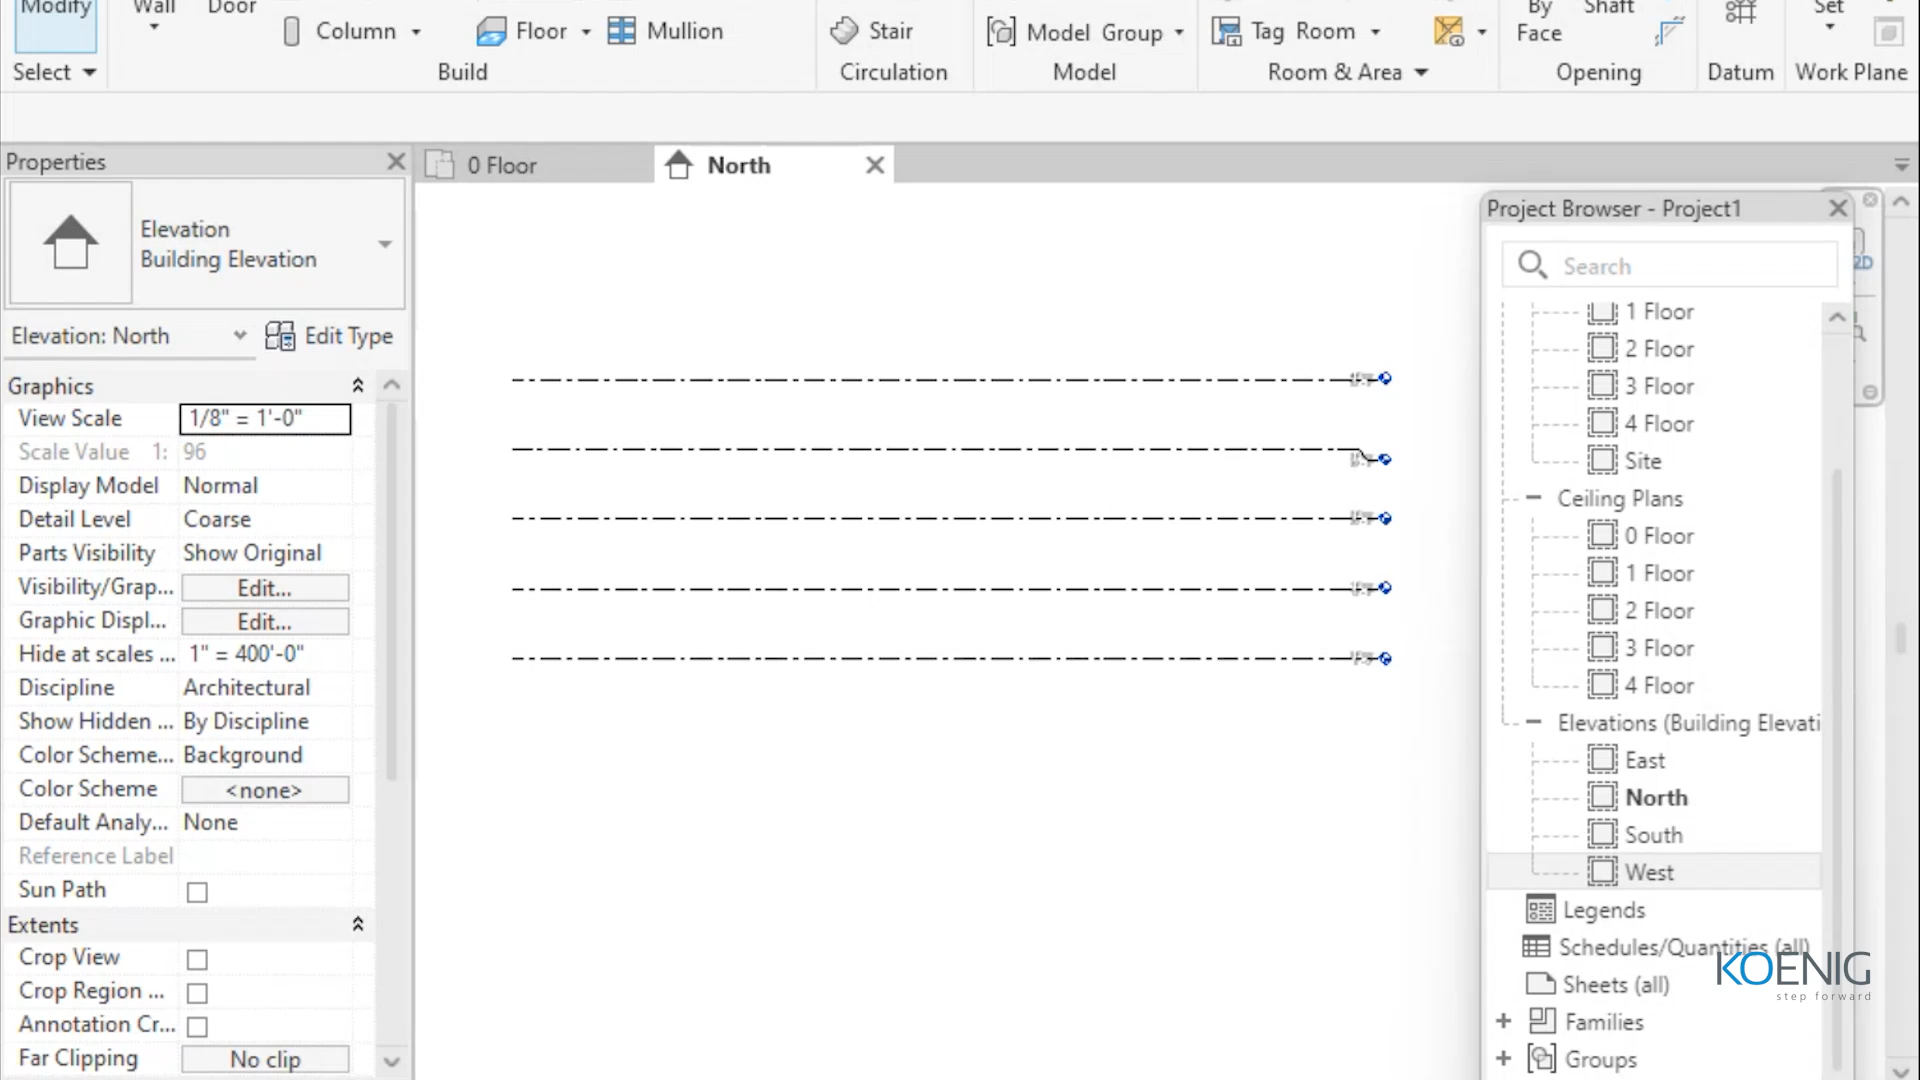 Modify Wall Door By Shaft Set
Column Floor Mullion Stair Model Group Tag Room Face
Select Build Circulation Model Room & Area Opening Datum Work Plane
Properties
0 Floor
North
Elevation
Building Elevation
Elevation: North Edit Type
Graphics
View Scale 1/8" = 1'-0"
Scale Value 1: 96
Display Model Normal
Detail Level Coarse
Parts Visibility Show Original
Visibility/Grap... Edit...
Graphic Displ... Edit...
Hide at scales ... 1" = 400'-0"
Discipline Architectural
Show Hidden ... By Discipline
Color Scheme... Background
Color Scheme <none>
Default Analy... None
Reference Label
Sun Path
Extents
Crop View
Crop Region ...
Annotation Cr...
Far Clipping No clip
Project Browser - Project1
Search
2D
1 Floor
2 Floor
3 Floor
4 Floor
Site
Ceiling Plans
0 Floor
1 Floor
2 Floor
3 Floor
4 Floor
Elevations (Building Elevati
East
North
South
West
Legends
Schedules/Quantities (all)
Sheets (all)
Families
Groups
KOENIG
step forward